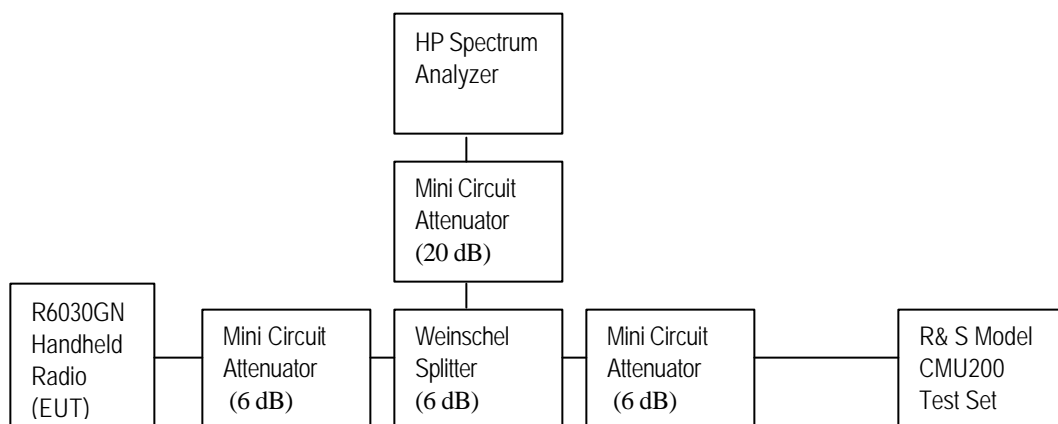 HP Spectrum
Analyzer
Mini Circuit
Attenuator
(20 dB)
R6030GN
Handheld
Radio
(EUT)
Mini Circuit
Attenuator
(6 dB)
Weinschel
Splitter
(6 dB)
Mini Circuit
Attenuator
(6 dB)
R& S Model
CMU200
Test Set